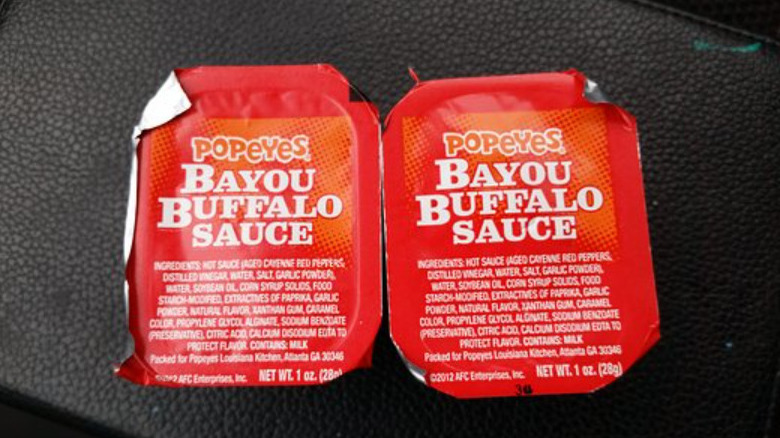 POPEYES
BAYOU
BUFFALO
SAUCE
INGREDIENTS: HOT SAUCE (AGED CAYENNE RED PEPPERS,
DISTILLED VINEGAR, WATER, SALT, GARLIC POWDER),
WATER, SOYBEAN OIL, CORN SYRUP SOLIDS, FOOD
STARCH-MODIFIED, EXTRACTIVES OF PAPRIKA, GARLIC
POWDER, NATURAL FLAVOR, XANTHAN GUM, CARAMEL
COLOR, PROPYLENE GLYCOL ALGINATE, SODIUM BENZOATE
(PRESERVATIVE), CITRIC ACID, CALCIUM DISODIUM EDTA TO
PROTECT FLAVOR. CONTAINS: MILK
Packed for Popeyes Louisiana Kitchen, Atlanta GA 30346
AFC Enterprises, Inc. NET WT. 1 oz. (28g)
POPEYES
BAYOU
BUFFALO
SAUCE
INGREDIENTS: HOT SAUCE (AGED CAYENNE RED PEPPERS,
DISTILLED VINEGAR, WATER, SALT, GARLIC POWDER),
WATER, SOYBEAN OIL, CORN SYRUP SOLIDS, FOOD
STARCH-MODIFIED, EXTRACTIVES OF PAPRIKA, GARLIC
POWDER, NATURAL FLAVOR, XANTHAN GUM, CARAMEL
COLOR, PROPYLENE GLYCOL ALGINATE, SODIUM BENZOATE
(PRESERVATIVE), CITRIC ACID, CALCIUM DISODIUM EDTA TO
PROTECT FLAVOR. CONTAINS: MILK
Packed for Popeyes Louisiana Kitchen, Atlanta GA 30346
©2012 AFC Enterprises, Inc. NET WT. 1 oz. (28g)